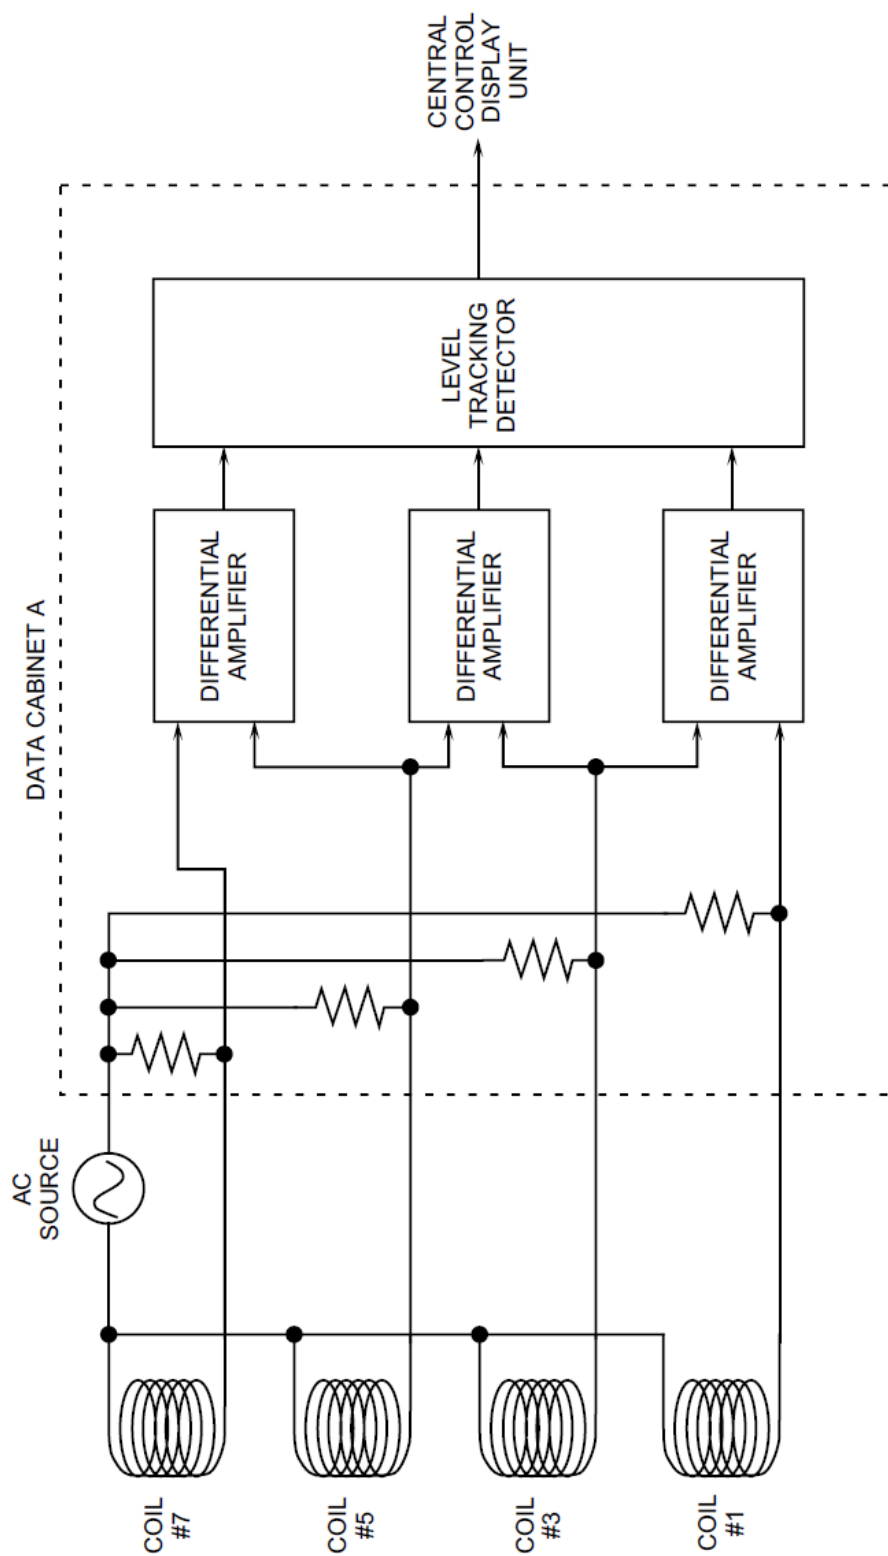 DATA CABINET A
AC
SOURCE
COIL
#7
COIL
#5
COIL
#3
COIL
#1
DIFFERENTIAL
AMPLIFIER
DIFFERENTIAL
AMPLIFIER
DIFFERENTIAL
AMPLIFIER
LEVEL
TRACKING
DETECTOR
CENTRAL
CONTROL
DISPLAY
UNIT